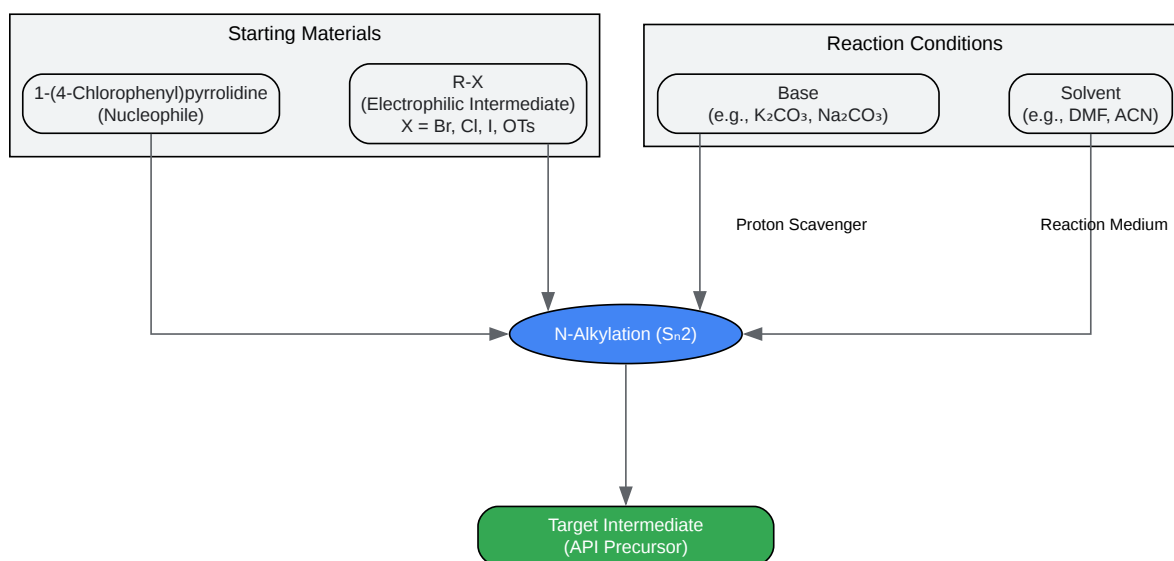 Starting Materials
1-(4-Chlorophenyl)pyrrolidine
(Nucleophile)
R-X
(Electrophilic Intermediate)
X = Br, Cl, I, OTs
Reaction Conditions
Base
(e.g., K₂CO₃, Na₂CO₃)
Solvent
(e.g., DMF, ACN)
Proton Scavenger
Reaction Medium
N-Alkylation (Sₙ2)
Target Intermediate
(API Precursor)